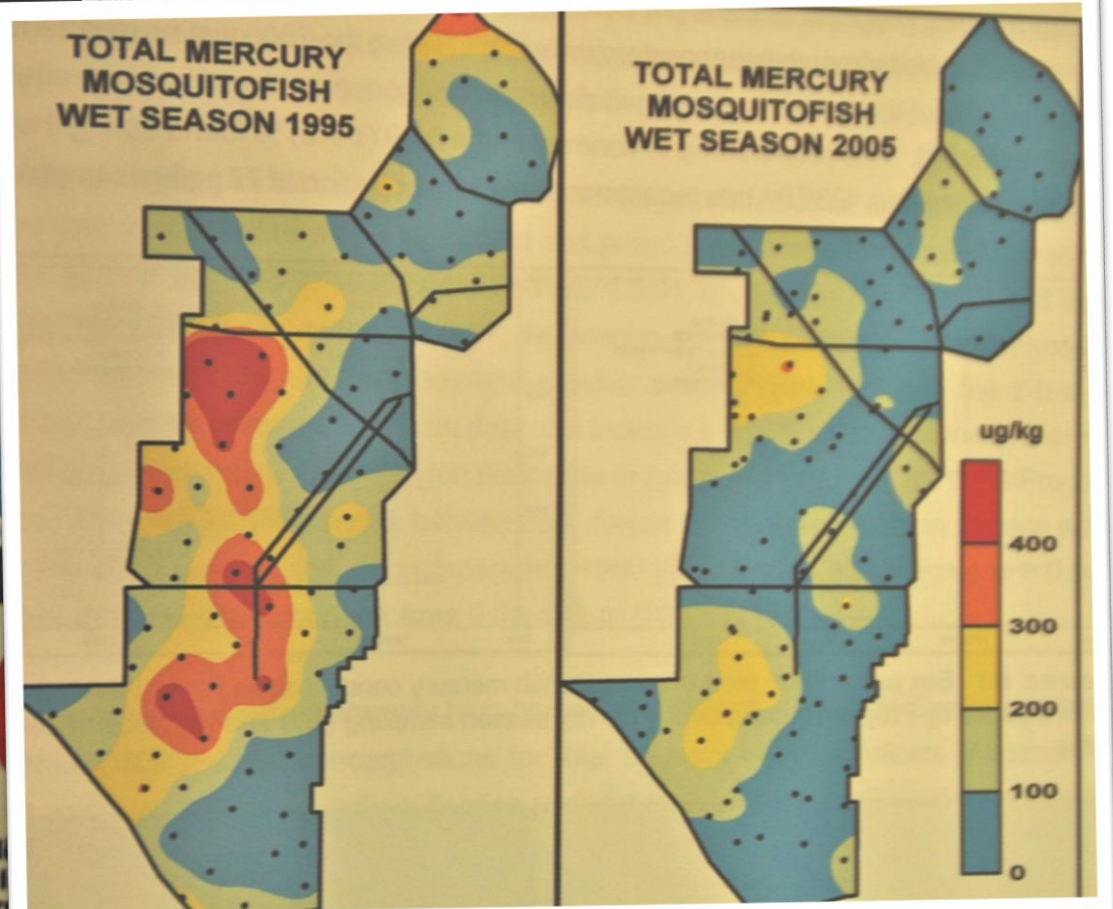 TOTAL MERCURY
MOSQUITOFISH
WET SEASON 1995
TOTAL MERCURY
MOSQUITOFISH
WET SEASON 2005
ug/kg
400
300
200
100
0